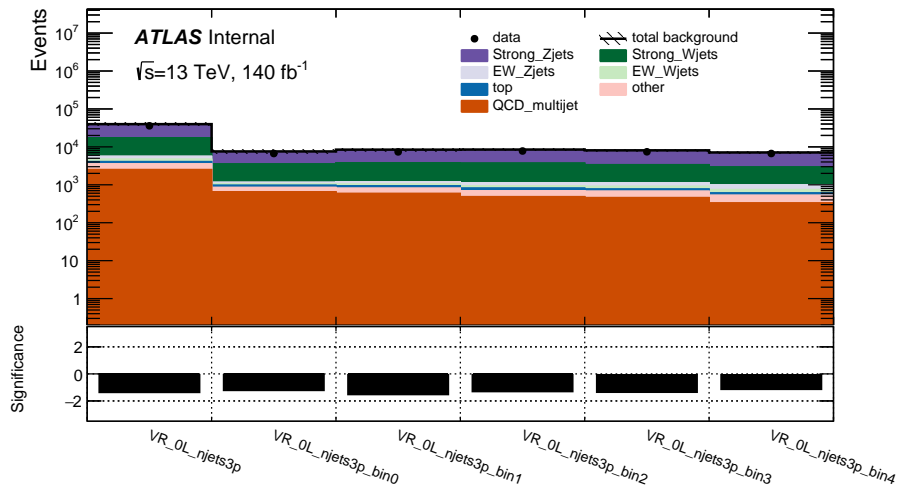 Events
10⁷
10⁶
10⁵
10⁴
10³
10²
10
1
ATLAS Internal
√s=13 TeV, 140 fb⁻¹
data
total background
Strong_Zjets
Strong_Wjets
EW_Zjets
EW_Wjets
top
other
QCD_multijet
Significance
2
0
−2
VR_0L_njets3p
VR_0L_njets3p_bin0
VR_0L_njets3p_bin1
VR_0L_njets3p_bin2
VR_0L_njets3p_bin3
VR_0L_njets3p_bin4